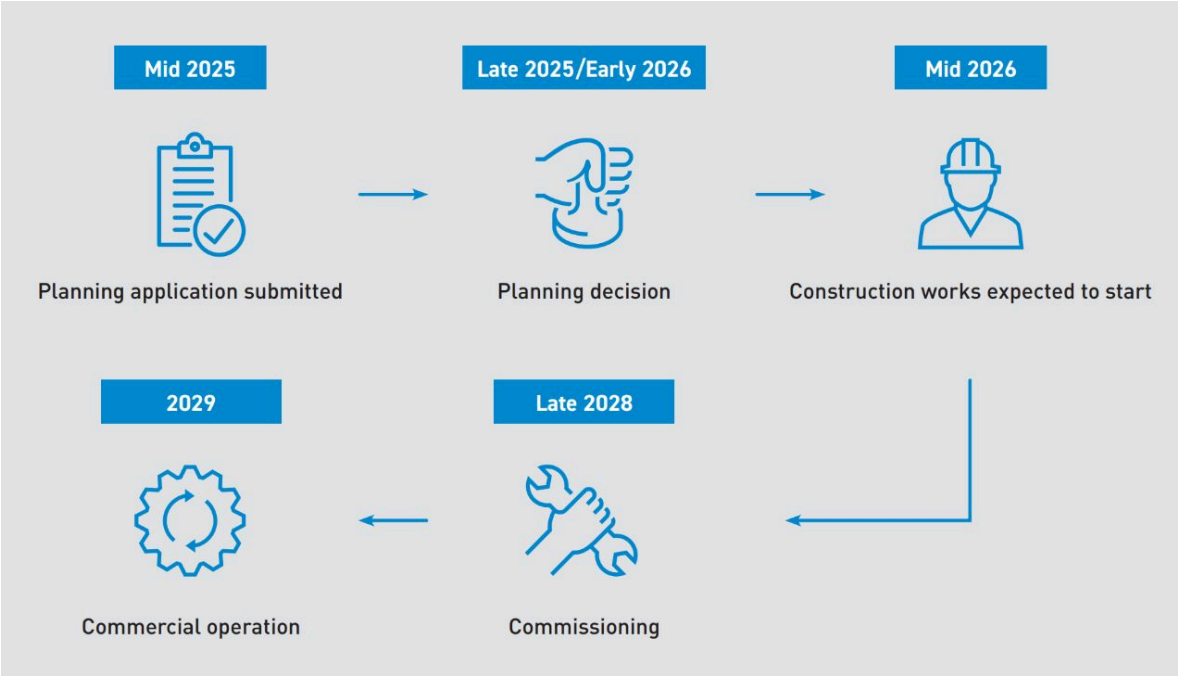 Mid 2025
Late 2025/Early 2026
Mid 2026
Planning application submitted
Planning decision
Construction works expected to start
2029
Late 2028
Commercial operation
Commissioning